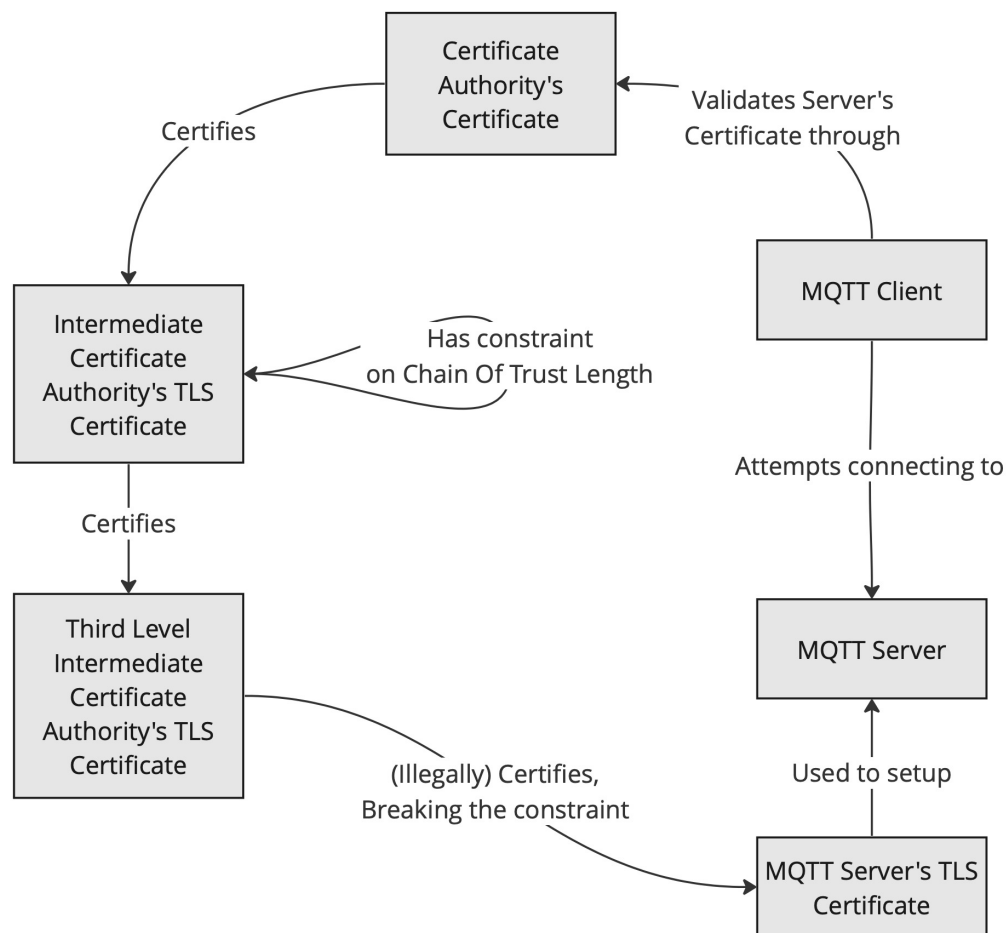 Certificate
Authority's
Certificate
Validates Server's
Certificate through
Certifies
MQTT Client
Intermediate
Certificate
Authority's TLS
Certificate
Has constraint
on Chain Of Trust Length
Attempts connecting to
Certifies
Third Level
Intermediate
Certificate
Authority's TLS
Certificate
MQTT Server
(Illegally) Certifies,
Breaking the constraint
Used to setup
MQTT Server's TLS
Certificate